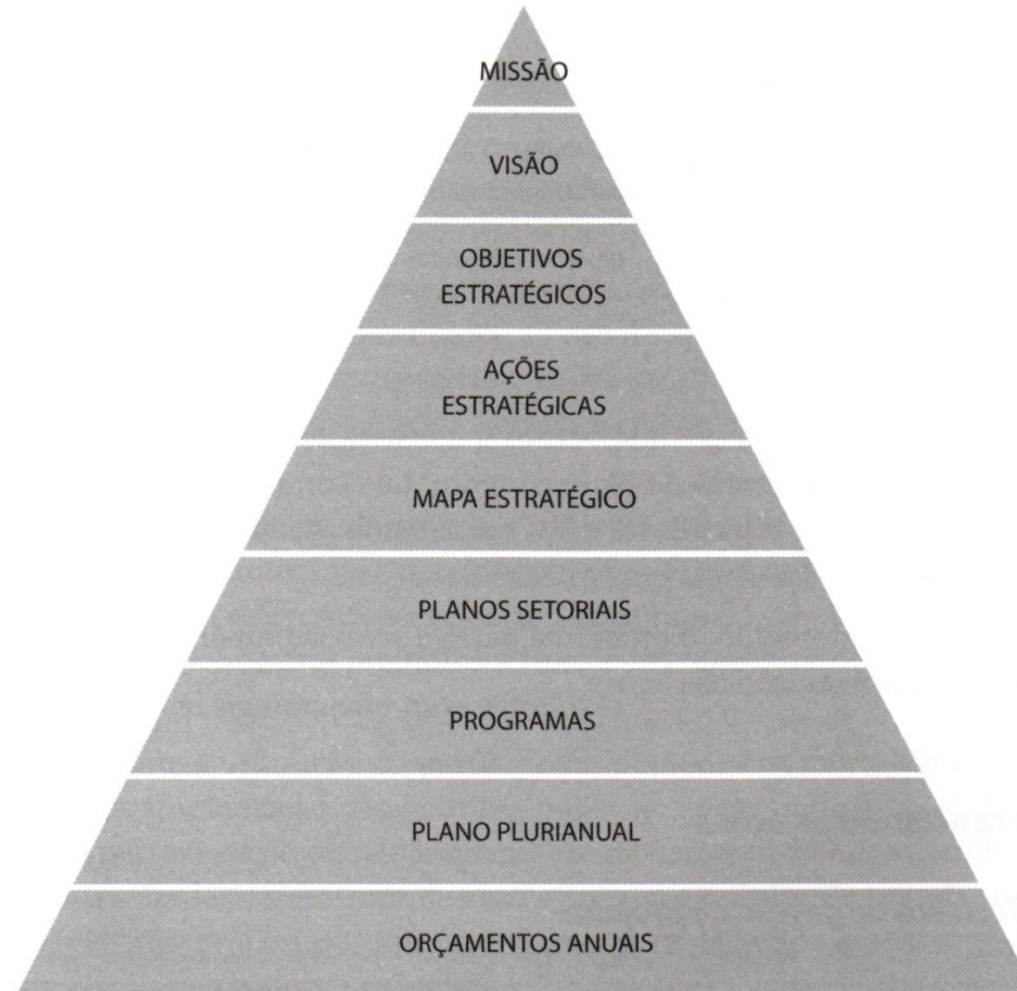 MISSÃO
VISÃO
OBJETIVOS
ESTRATÉGICOS
AÇÕES
ESTRATÉGICAS
MAPA ESTRATÉGICO
PLANOS SETORIAIS
PROGRAMAS
PLANO PLURIANUAL
ORÇAMENTOS ANUAIS